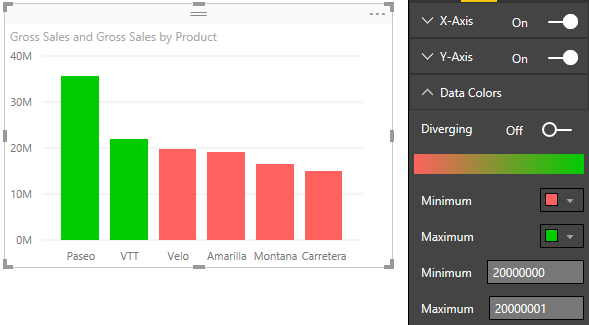 Gross Sales and Gross Sales by Product
40M
30M
20M
10M
0M
Paseo VTT Velo Amarilla Montana Carretera
X-Axis On
Y-Axis On
Data Colors
Diverging Off
Minimum
Maximum
Minimum 20000000
Maximum 20000001